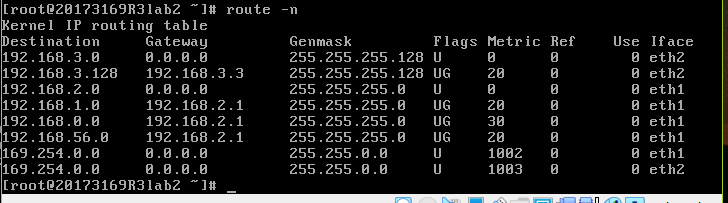 [root@20173169R3lab2 ~]# route -n
Kernel IP routing table
Destination     Gateway         Genmask         Flags Metric Ref    Use Iface
192.168.3.0     0.0.0.0         255.255.255.128 U     0      0        0 eth2
192.168.3.128   192.168.3.3     255.255.255.128 UG    20     0        0 eth2
192.168.2.0     0.0.0.0         255.255.255.0   U     0      0        0 eth1
192.168.1.0     192.168.2.1     255.255.255.0   UG    20     0        0 eth1
192.168.0.0     192.168.2.1     255.255.255.0   UG    30     0        0 eth1
192.168.56.0    192.168.2.1     255.255.255.0   UG    20     0        0 eth1
169.254.0.0     0.0.0.0         255.255.0.0     U     1002   0        0 eth1
169.254.0.0     0.0.0.0         255.255.0.0     U     1003   0        0 eth2
[root@20173169R3lab2 ~]# _